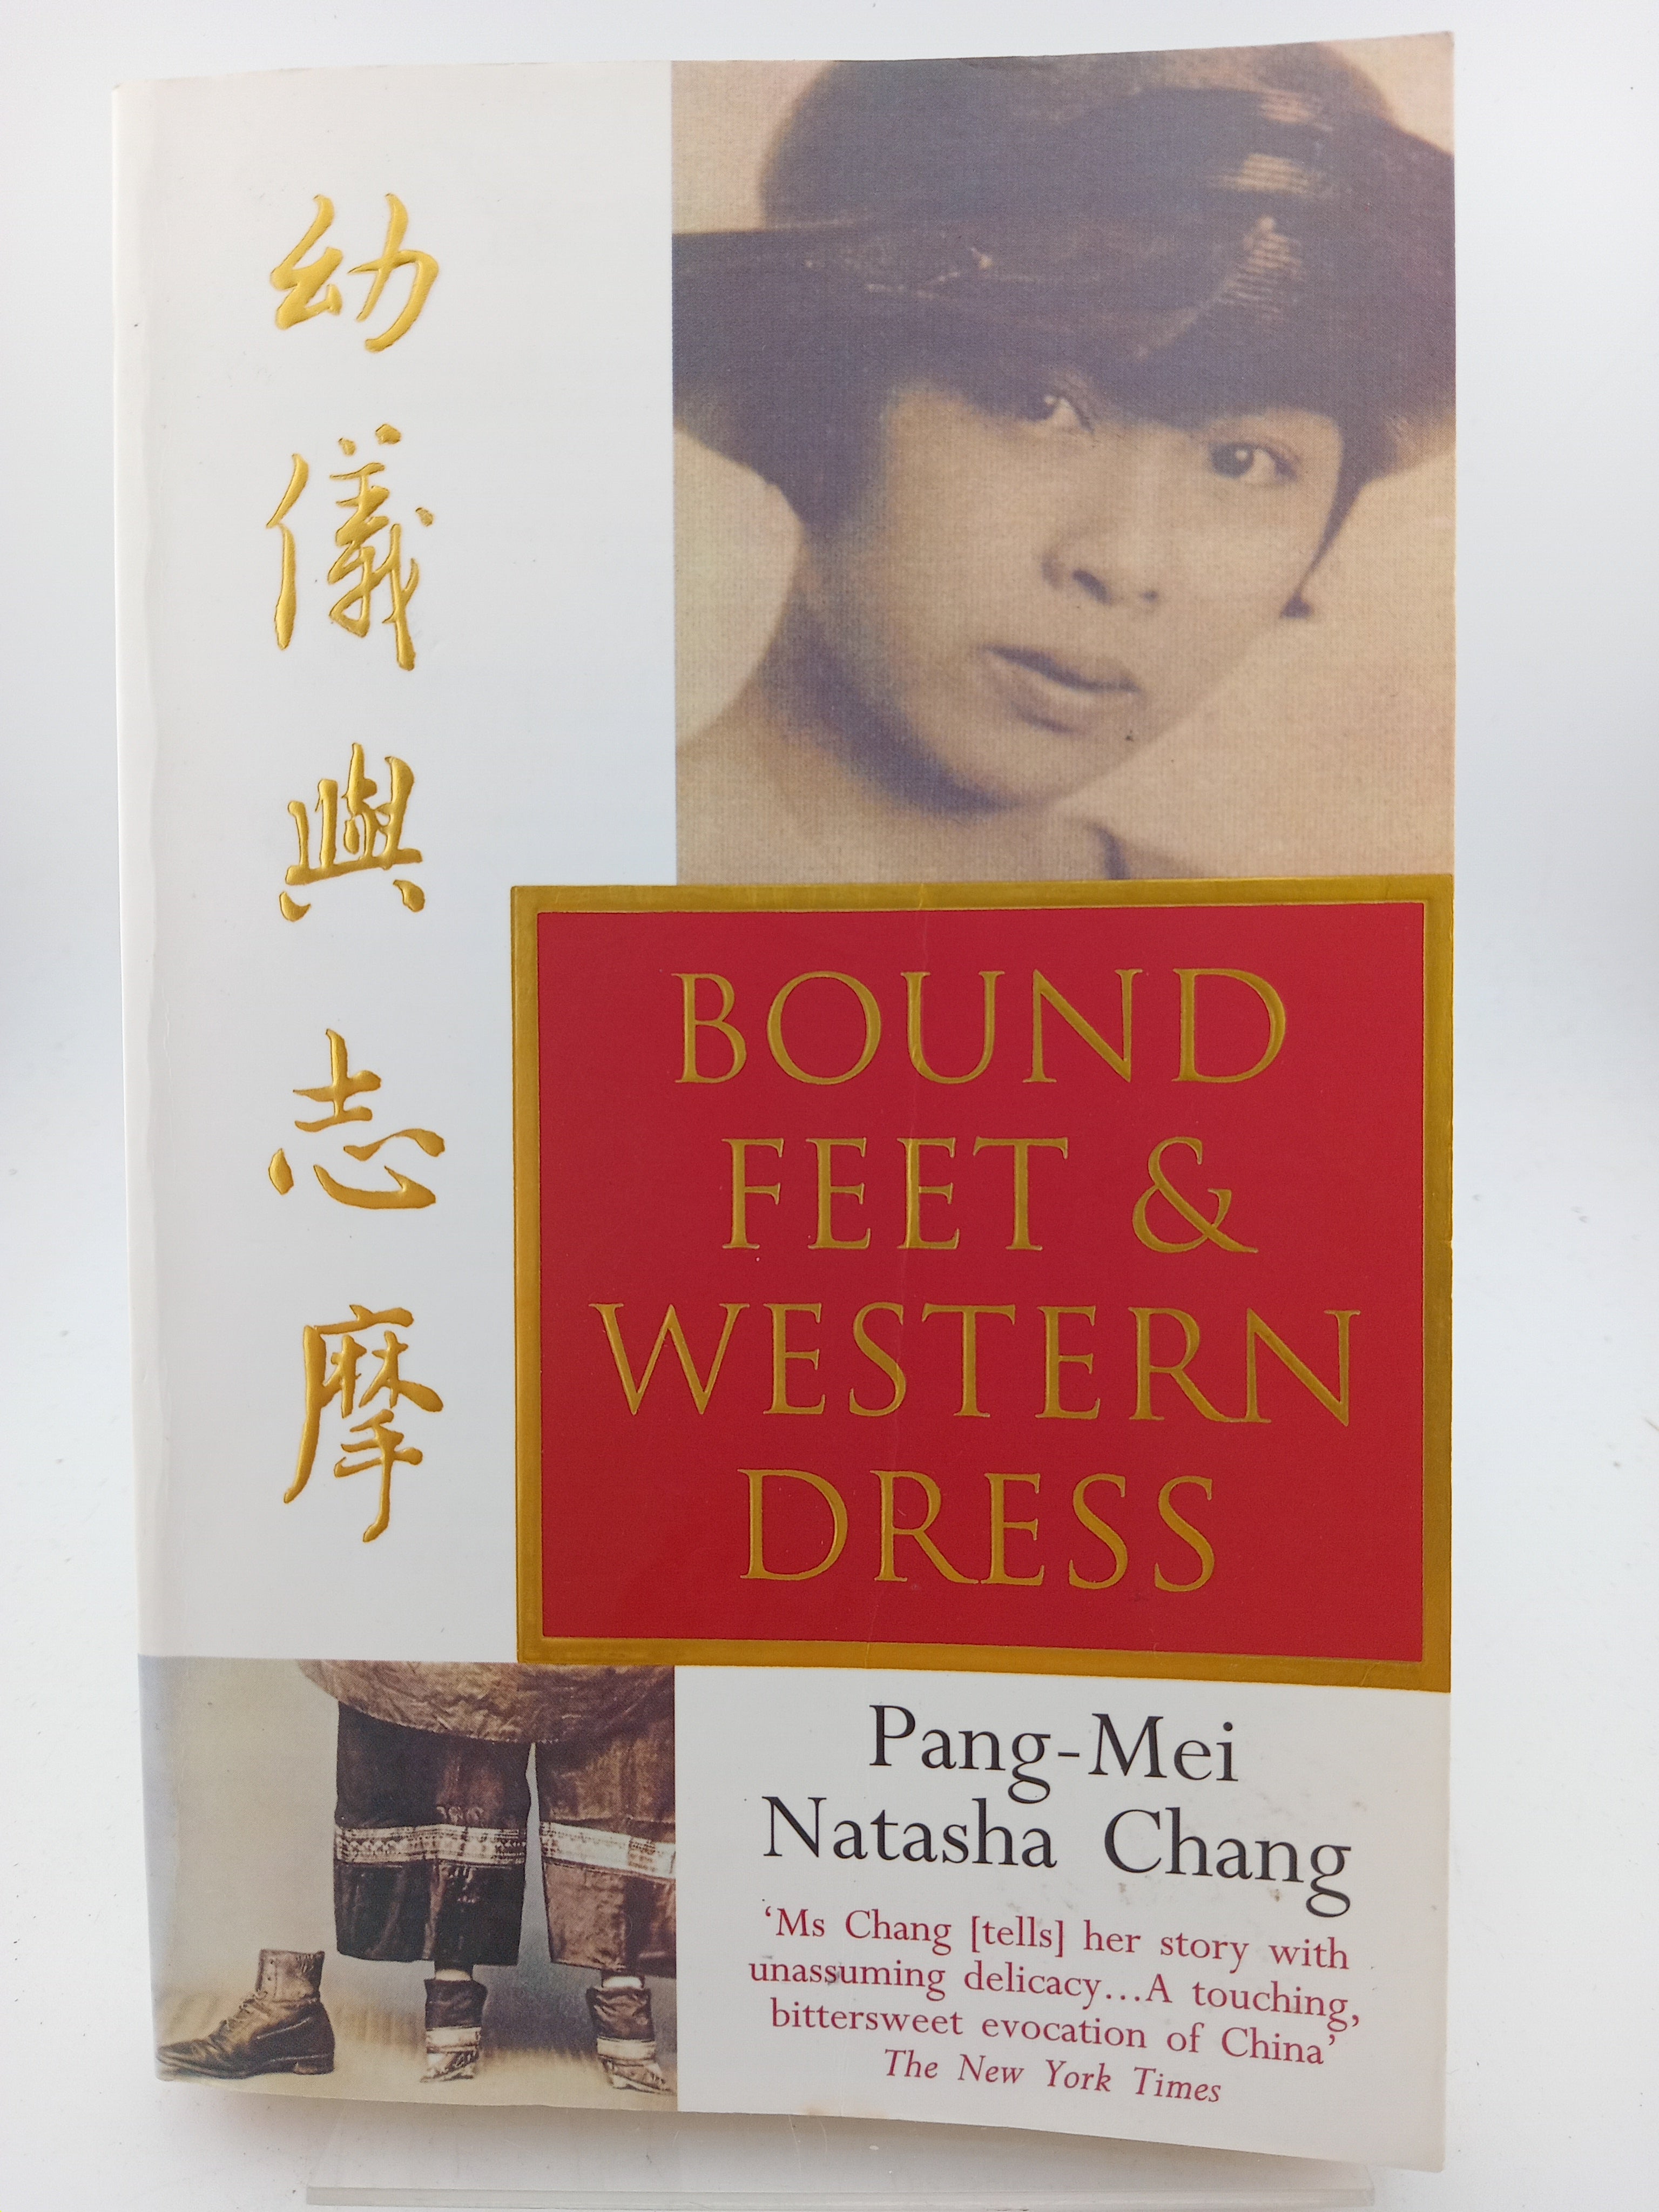 幼儀與志摩
BOUND
FEET &
WESTERN
DRESS
Pang-Mei
Natasha Chang
‘Ms Chang [tells] her story with
unassuming delicacy...A touching,
bittersweet evocation of China’
The New York Times